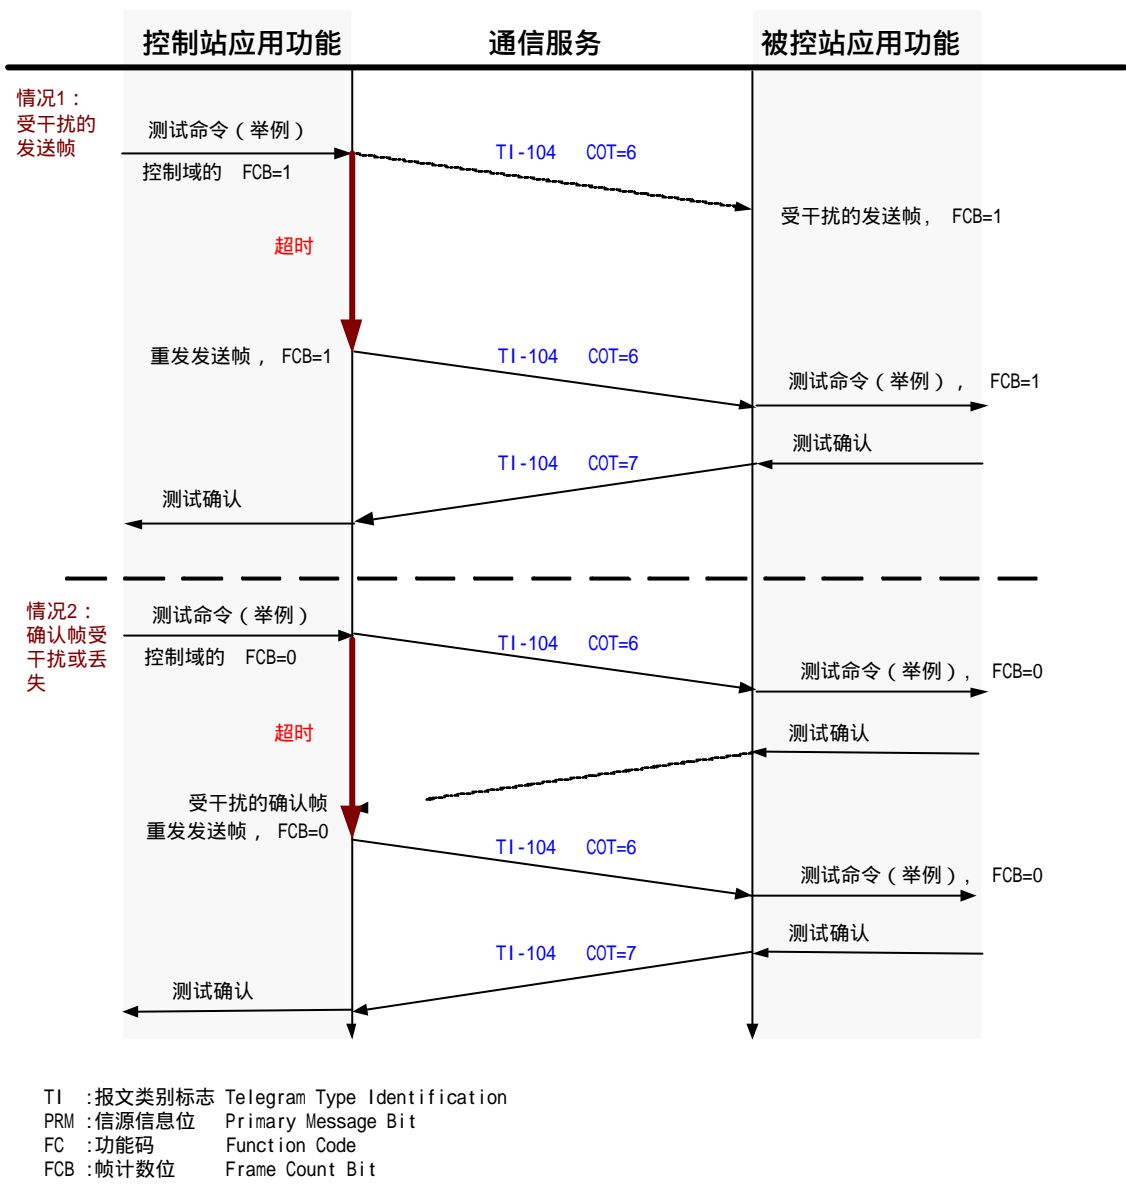 控制站应用功能 通信服务 被控站应用功能
情况1：
受干扰的
发送帧
测试命令（举例）
TI-104 COT=6
控制域的 FCB=1
受干扰的发送帧， FCB=1
超时
重发发送帧， FCB=1
TI-104 COT=6
测试命令（举例）， FCB=1
测试确认
TI-104 COT=7
测试确认
情况2：
确认帧受
干扰或丢
失
测试命令（举例）
TI-104 COT=6
控制域的 FCB=0
测试命令（举例）， FCB=0
超时
测试确认
受干扰的确认帧
重发发送帧， FCB=0
TI-104 COT=6
测试命令（举例）， FCB=0
测试确认
TI-104 COT=7
测试确认
TI :报文类别标志 Telegram Type Identification
PRM :信源信息位 Primary Message Bit
FC :功能码 Function Code
FCB :帧计数位 Frame Count Bit